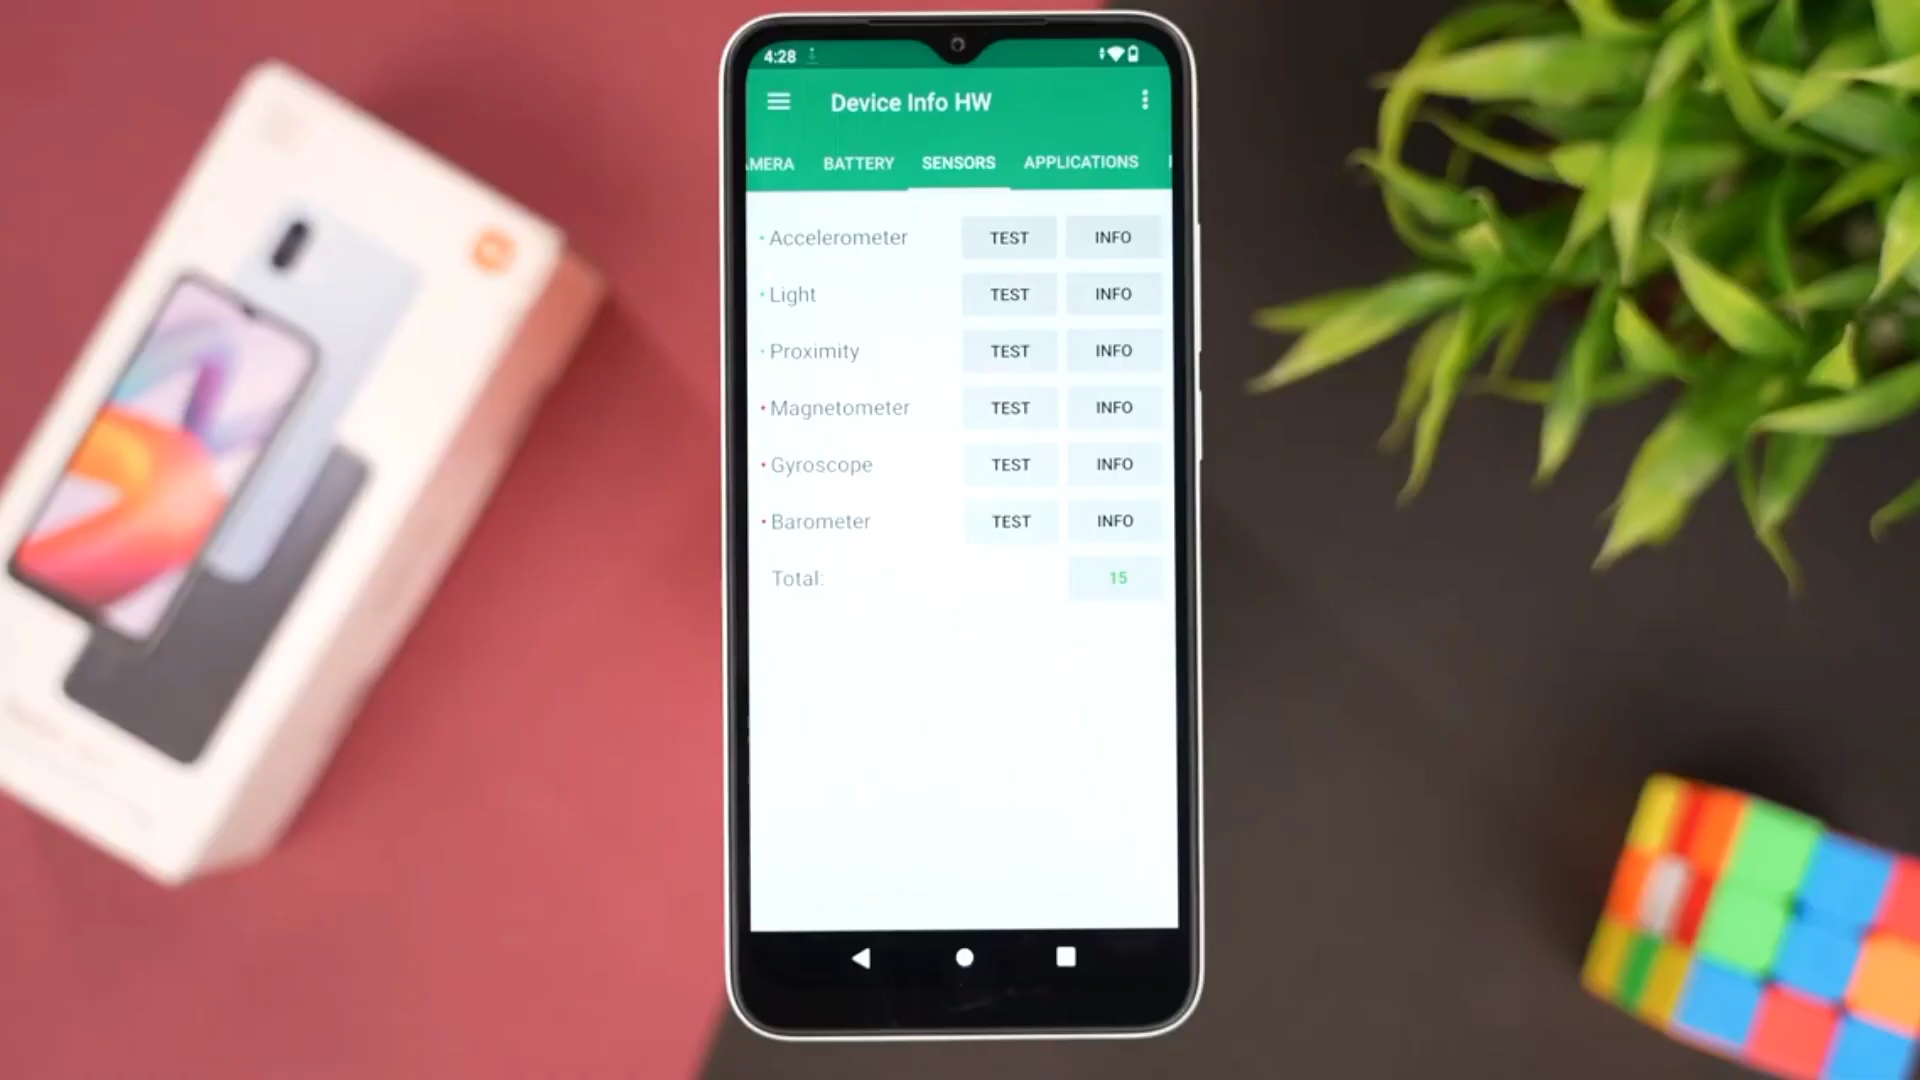 4:28
Device Info HW
AMERA BATTERY SENSORS APPLICATIONS
Accelerometer TEST INFO
Light TEST INFO
Proximity TEST INFO
Magnetometer TEST INFO
Gyroscope TEST INFO
Barometer TEST INFO
Total: 15